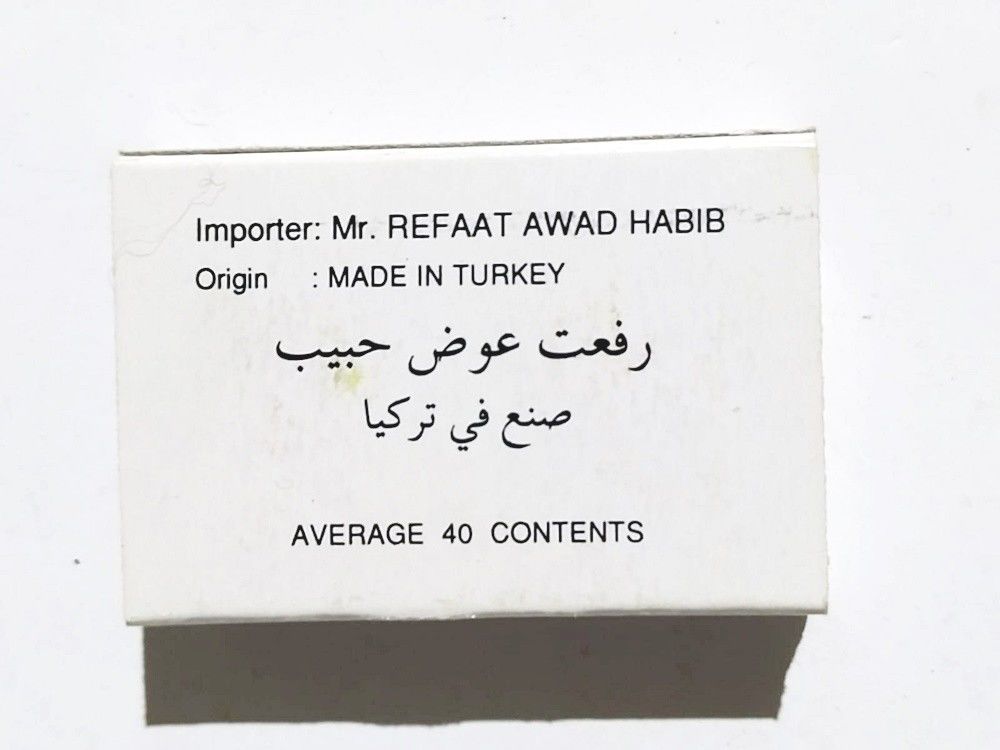 Importer: Mr. REFAAT AWAD HABIB
Origin : MADE IN TURKEY
رفعت عوض حبيب
صنع في تركيا
AVERAGE 40 CONTENTS